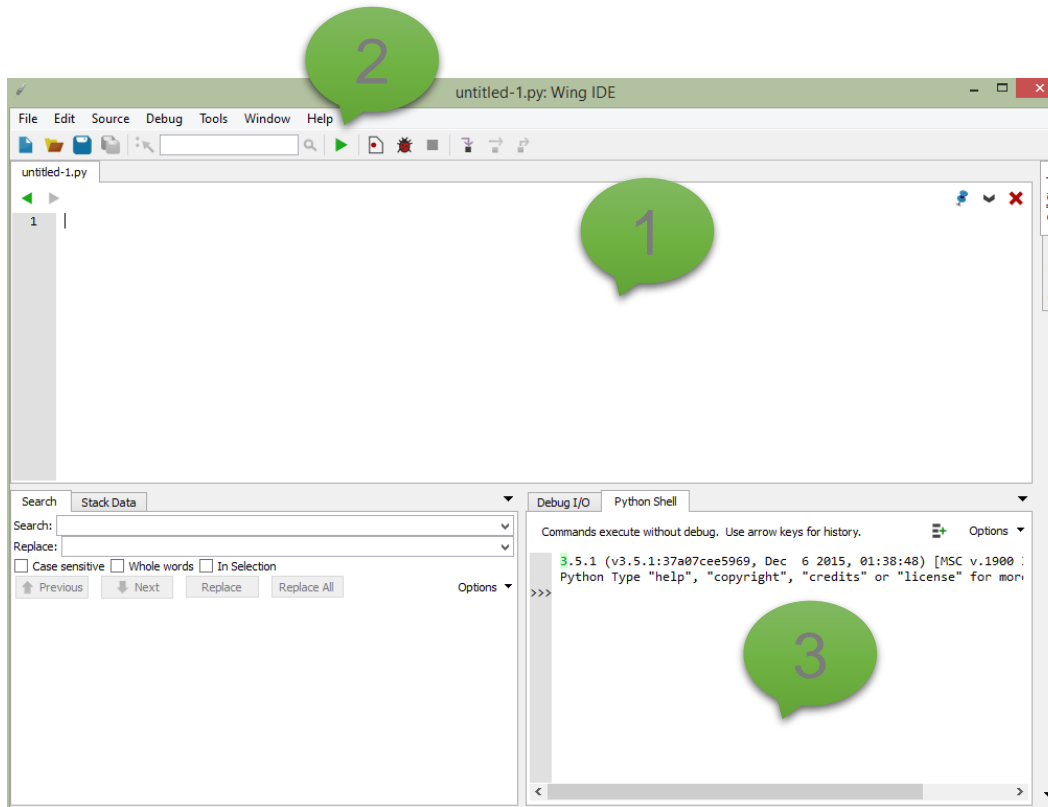 2
untitled-1.py: Wing IDE
File Edit Source Debug Tools Window Help
untitled-1.py
1
1
Search Stack Data
Debug I/O Python Shell
Search:
Replace:
Case sensitive Whole words In Selection
Previous Next Replace Replace All Options
Commands execute without debug. Use arrow keys for history. Options
3.5.1 (v3.5.1:37a07cee5969, Dec 6 2015, 01:38:48) [MSC v.1900
Python Type "help", "copyright", "credits" or "license" for more
>>>
3